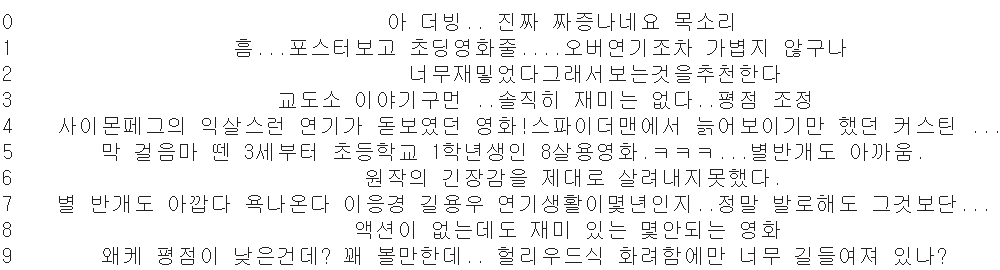 0 아 더빙.. 진짜 짜증나네요 목소리
1 흠...포스터보고 초딩영화줄....오버연기조차 가볍지 않구나
2 너무재밓었다그래서보는것을추천한다
3 교도소 이야기구먼 ..솔직히 재미는 없다..평점 조정
4 사이몬페그의 익살스런 연기가 돋보였던 영화!스파이더맨에서 늙어보이기만 했던 커스틴 ...
5 막 걸음마 뗀 3세부터 초등학교 1학년생인 8살용영화.ㅋㅋㅋ...별반개도 아까움.
6 원작의 긴장감을 제대로 살려내지못했다.
7 별 반개도 아깝다 욕나온다 이응경 길용우 연기생활이몇년인지..정말 발로해도 그것보단...
8 액션이 없는데도 재미 있는 몇안되는 영화
9 왜케 평점이 낮은건데? 꽤 볼만한데.. 헐리우드식 화려함에만 너무 길들여져 있나?